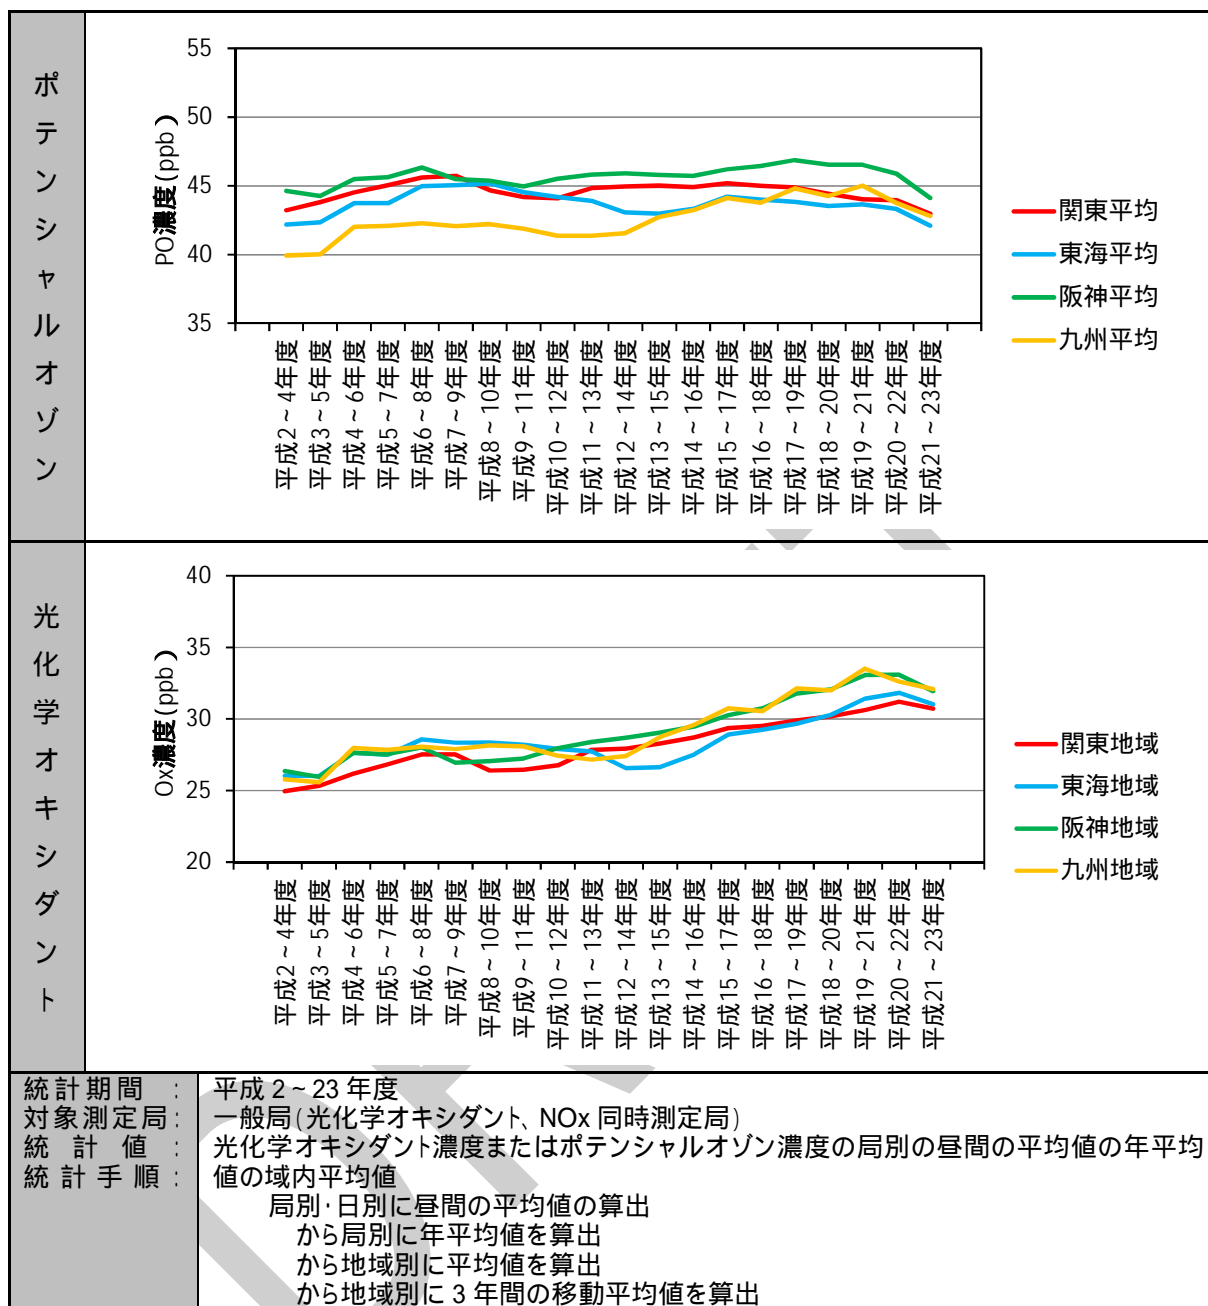 ポテンシャルオゾン
PO濃度(ppb)
55
50
45
40
35
平成2～4年度
平成3～5年度
平成4～6年度
平成5～7年度
平成6～8年度
平成7～9年度
平成8～10年度
平成9～11年度
平成10～12年度
平成11～13年度
平成12～14年度
平成13～15年度
平成14～16年度
平成15～17年度
平成16～18年度
平成17～19年度
平成18～20年度
平成19～21年度
平成20～22年度
平成21～23年度
関東平均
東海平均
阪神平均
九州平均
光化学オキシダント
Ox濃度(ppb)
40
35
30
25
20
平成2～4年度
平成3～5年度
平成4～6年度
平成5～7年度
平成6～8年度
平成7～9年度
平成8～10年度
平成9～11年度
平成10～12年度
平成11～13年度
平成12～14年度
平成13～15年度
平成14～16年度
平成15～17年度
平成16～18年度
平成17～19年度
平成18～20年度
平成19～21年度
平成20～22年度
平成21～23年度
関東地域
東海地域
阪神地域
九州地域
統計期間 : 平成2~23年度
対象測定局: 一般局(光化学オキシダント、NOx同時測定局)
統計値 : 光化学オキシダント濃度またはポテンシャルオゾン濃度の局別の昼間の平均値の年平均
統計手順: 値の域内平均値
局別・日別に昼間の平均値の算出
から局別に年平均値を算出
から地域別に平均値を算出
から地域別に3年間の移動平均値を算出